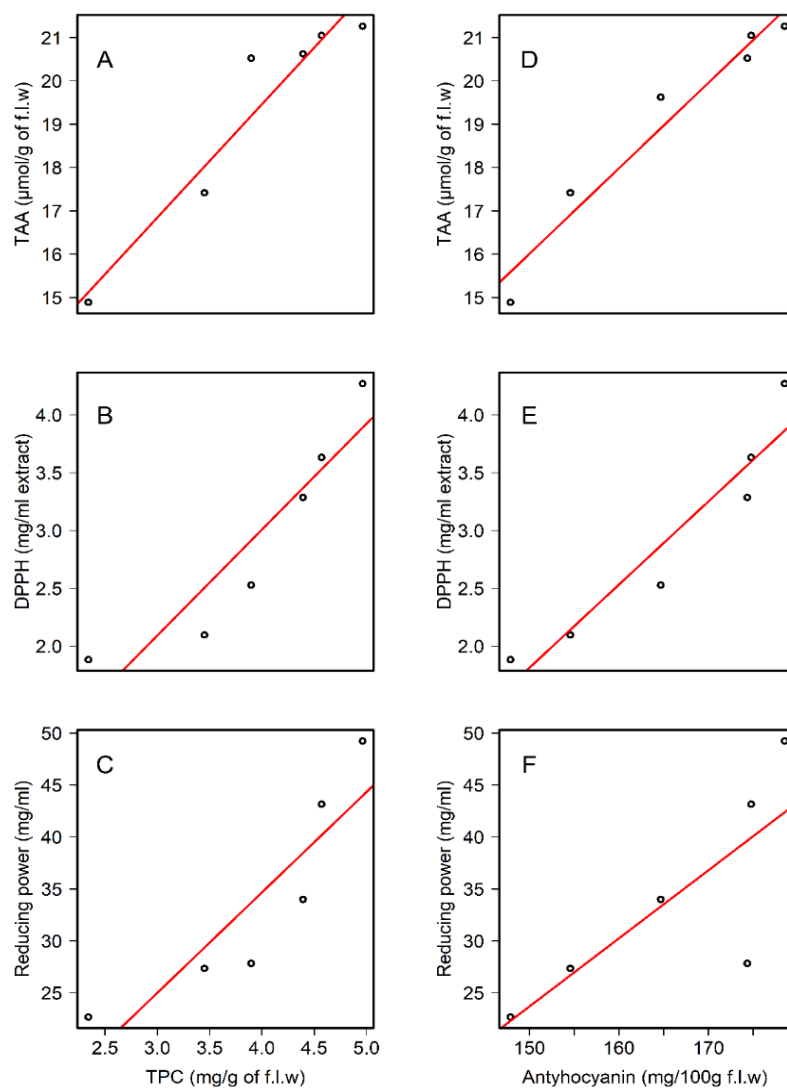 A
TAA (μmol/g of f.l.w)
21
20
19
18
17
16
15
D
TAA (μmol/g of f.l.w)
21
20
19
18
17
16
15
B
DPPH (mg/ml extract)
4.0
3.5
3.0
2.5
2.0
E
DPPH (mg/ml extract)
4.0
3.5
3.0
2.5
2.0
C
Reducing power (mg/ml)
50
45
40
35
30
25
2.5 3.0 3.5 4.0 4.5 5.0
TPC (mg/g of f.l.w)
F
Reducing power (mg/ml)
50
45
40
35
30
25
150 160 170
Antyhocyanin (mg/100g f.l.w)